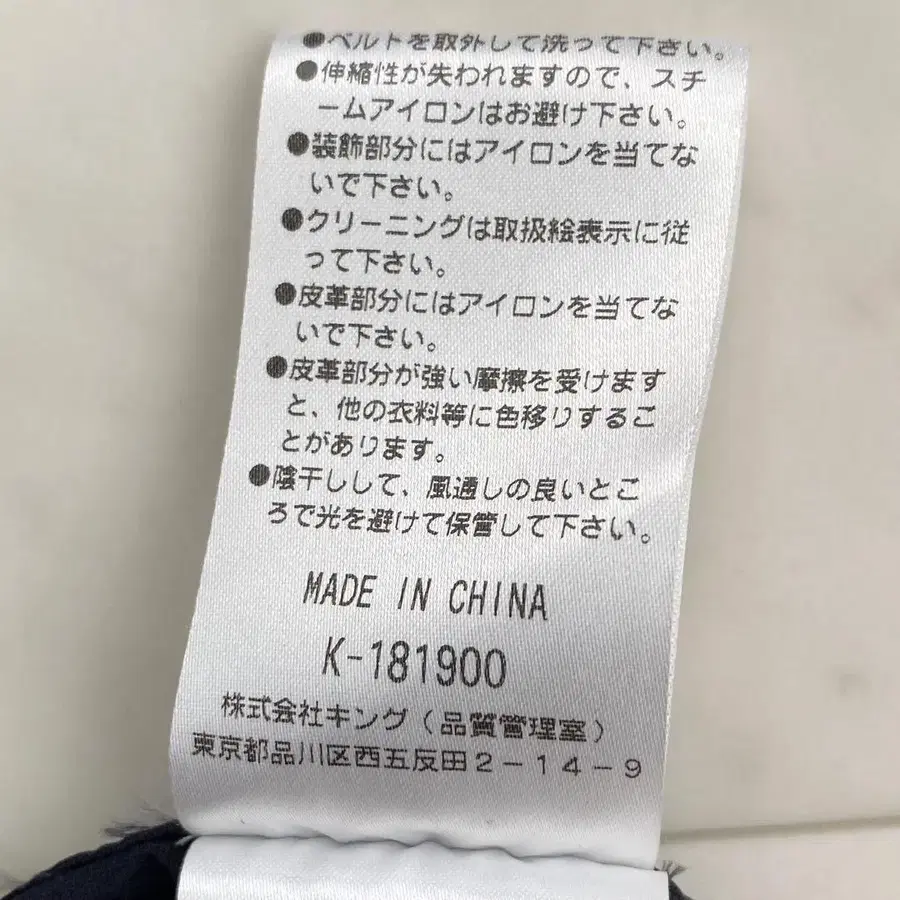 ●ベルトを取外して洗って下さい。
●伸縮性が失われますので、スチ
ームアイロンはお避け下さい。
●装飾部分にはアイロンを当てな
いで下さい。
●クリーニングは取扱絵表示に従
って下さい。
●皮革部分にはアイロンを当てな
いで下さい。
●皮革部分が強い摩擦を受けます
と、他の衣料等に色移りするこ
とがあります。
●陰干しして、風通しの良いとこ
ろで光を避けて保管して下さい。
MADE IN CHINA
K-181900
株式会社キング(品質管理室)
東京都品川区西五反田2-14-9